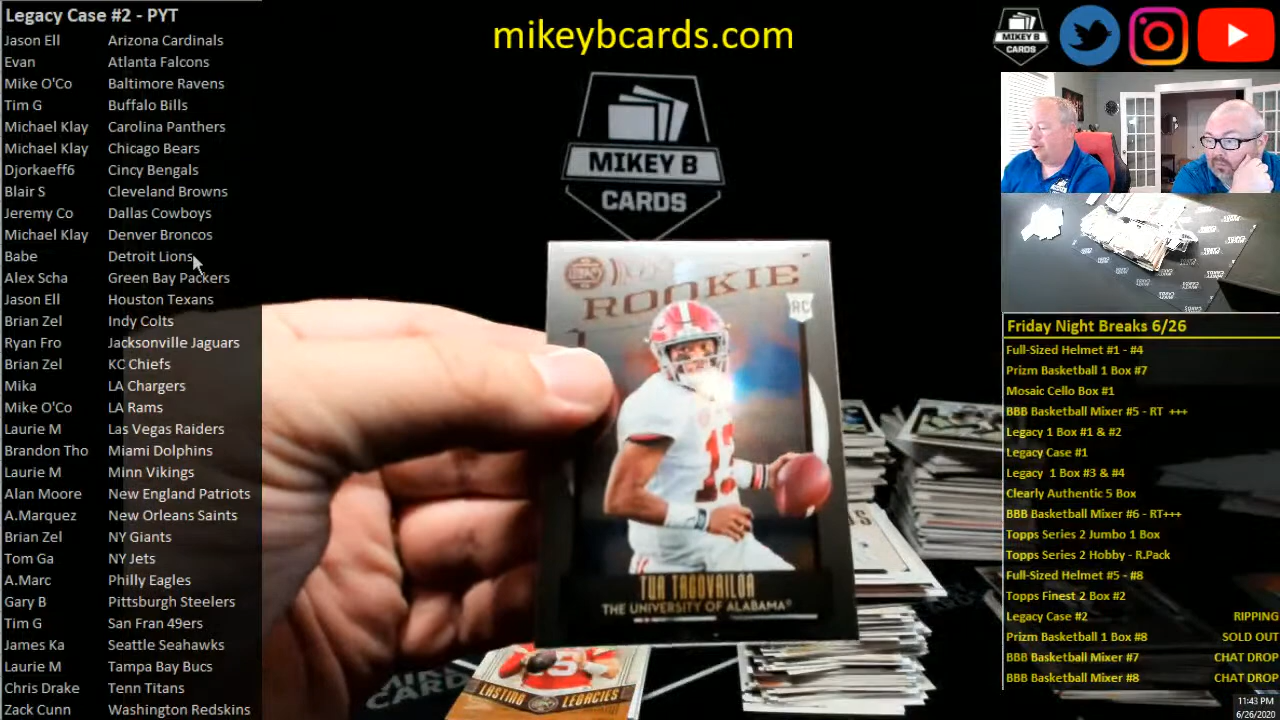 Legacy Case #2 - PYT
Jason Ell Arizona Cardinals
Evan Atlanta Falcons
Mike O'Co Baltimore Ravens
Tim G Buffalo Bills
Michael Klay Carolina Panthers
Michael Klay Chicago Bears
Djorkaeff6 Cincy Bengals
Blair S Cleveland Browns
Jeremy Co Dallas Cowboys
Michael Klay Denver Broncos
Babe Detroit Lions
Alex Scha Green Bay Packers
Jason Ell Houston Texans
Brian Zel Indy Colts
Ryan Fro Jacksonville Jaguars
Brian Zel KC Chiefs
Mika LA Chargers
Mike O'Co LA Rams
Laurie M Las Vegas Raiders
Brandon Tho Miami Dolphins
Laurie M Minn Vikings
Alan Moore New England Patriots
A.Marquez New Orleans Saints
Brian Zel NY Giants
Tom Ga NY Jets
A.Marc Philly Eagles
Gary B Pittsburgh Steelers
Tim G San Fran 49ers
James Ka Seattle Seahawks
Laurie M Tampa Bay Bucs
Chris Drake Tenn Titans
Zack Cunn Washington Redskins
mikeybcards.com
MIKEY B
CARDS
ROOKIE
RC
13
TUA TAGOVAILOA
THE UNIVERSITY OF ALABAMA
LASTING LEGACIES
MIKEY B
CARDS
Friday Night Breaks 6/26
Full-Sized Helmet #1 - #4
Prizm Basketball 1 Box #7
Mosaic Cello Box #1
BBB Basketball Mixer #5 - RT +++
Legacy 1 Box #1 & #2
Legacy Case #1
Legacy 1 Box #3 & #4
Clearly Authentic 5 Box
BBB Basketball Mixer #6 - RT+++
Topps Series 2 Jumbo 1 Box
Topps Series 2 Hobby - R.Pack
Full-Sized Helmet #5 - #8
Topps Finest 2 Box #2
Legacy Case #2 RIPPING
Prizm Basketball 1 Box #8 SOLD OUT
BBB Basketball Mixer #7 CHAT DROP
BBB Basketball Mixer #8 CHAT DROP
11:43 PM
6/26/2020